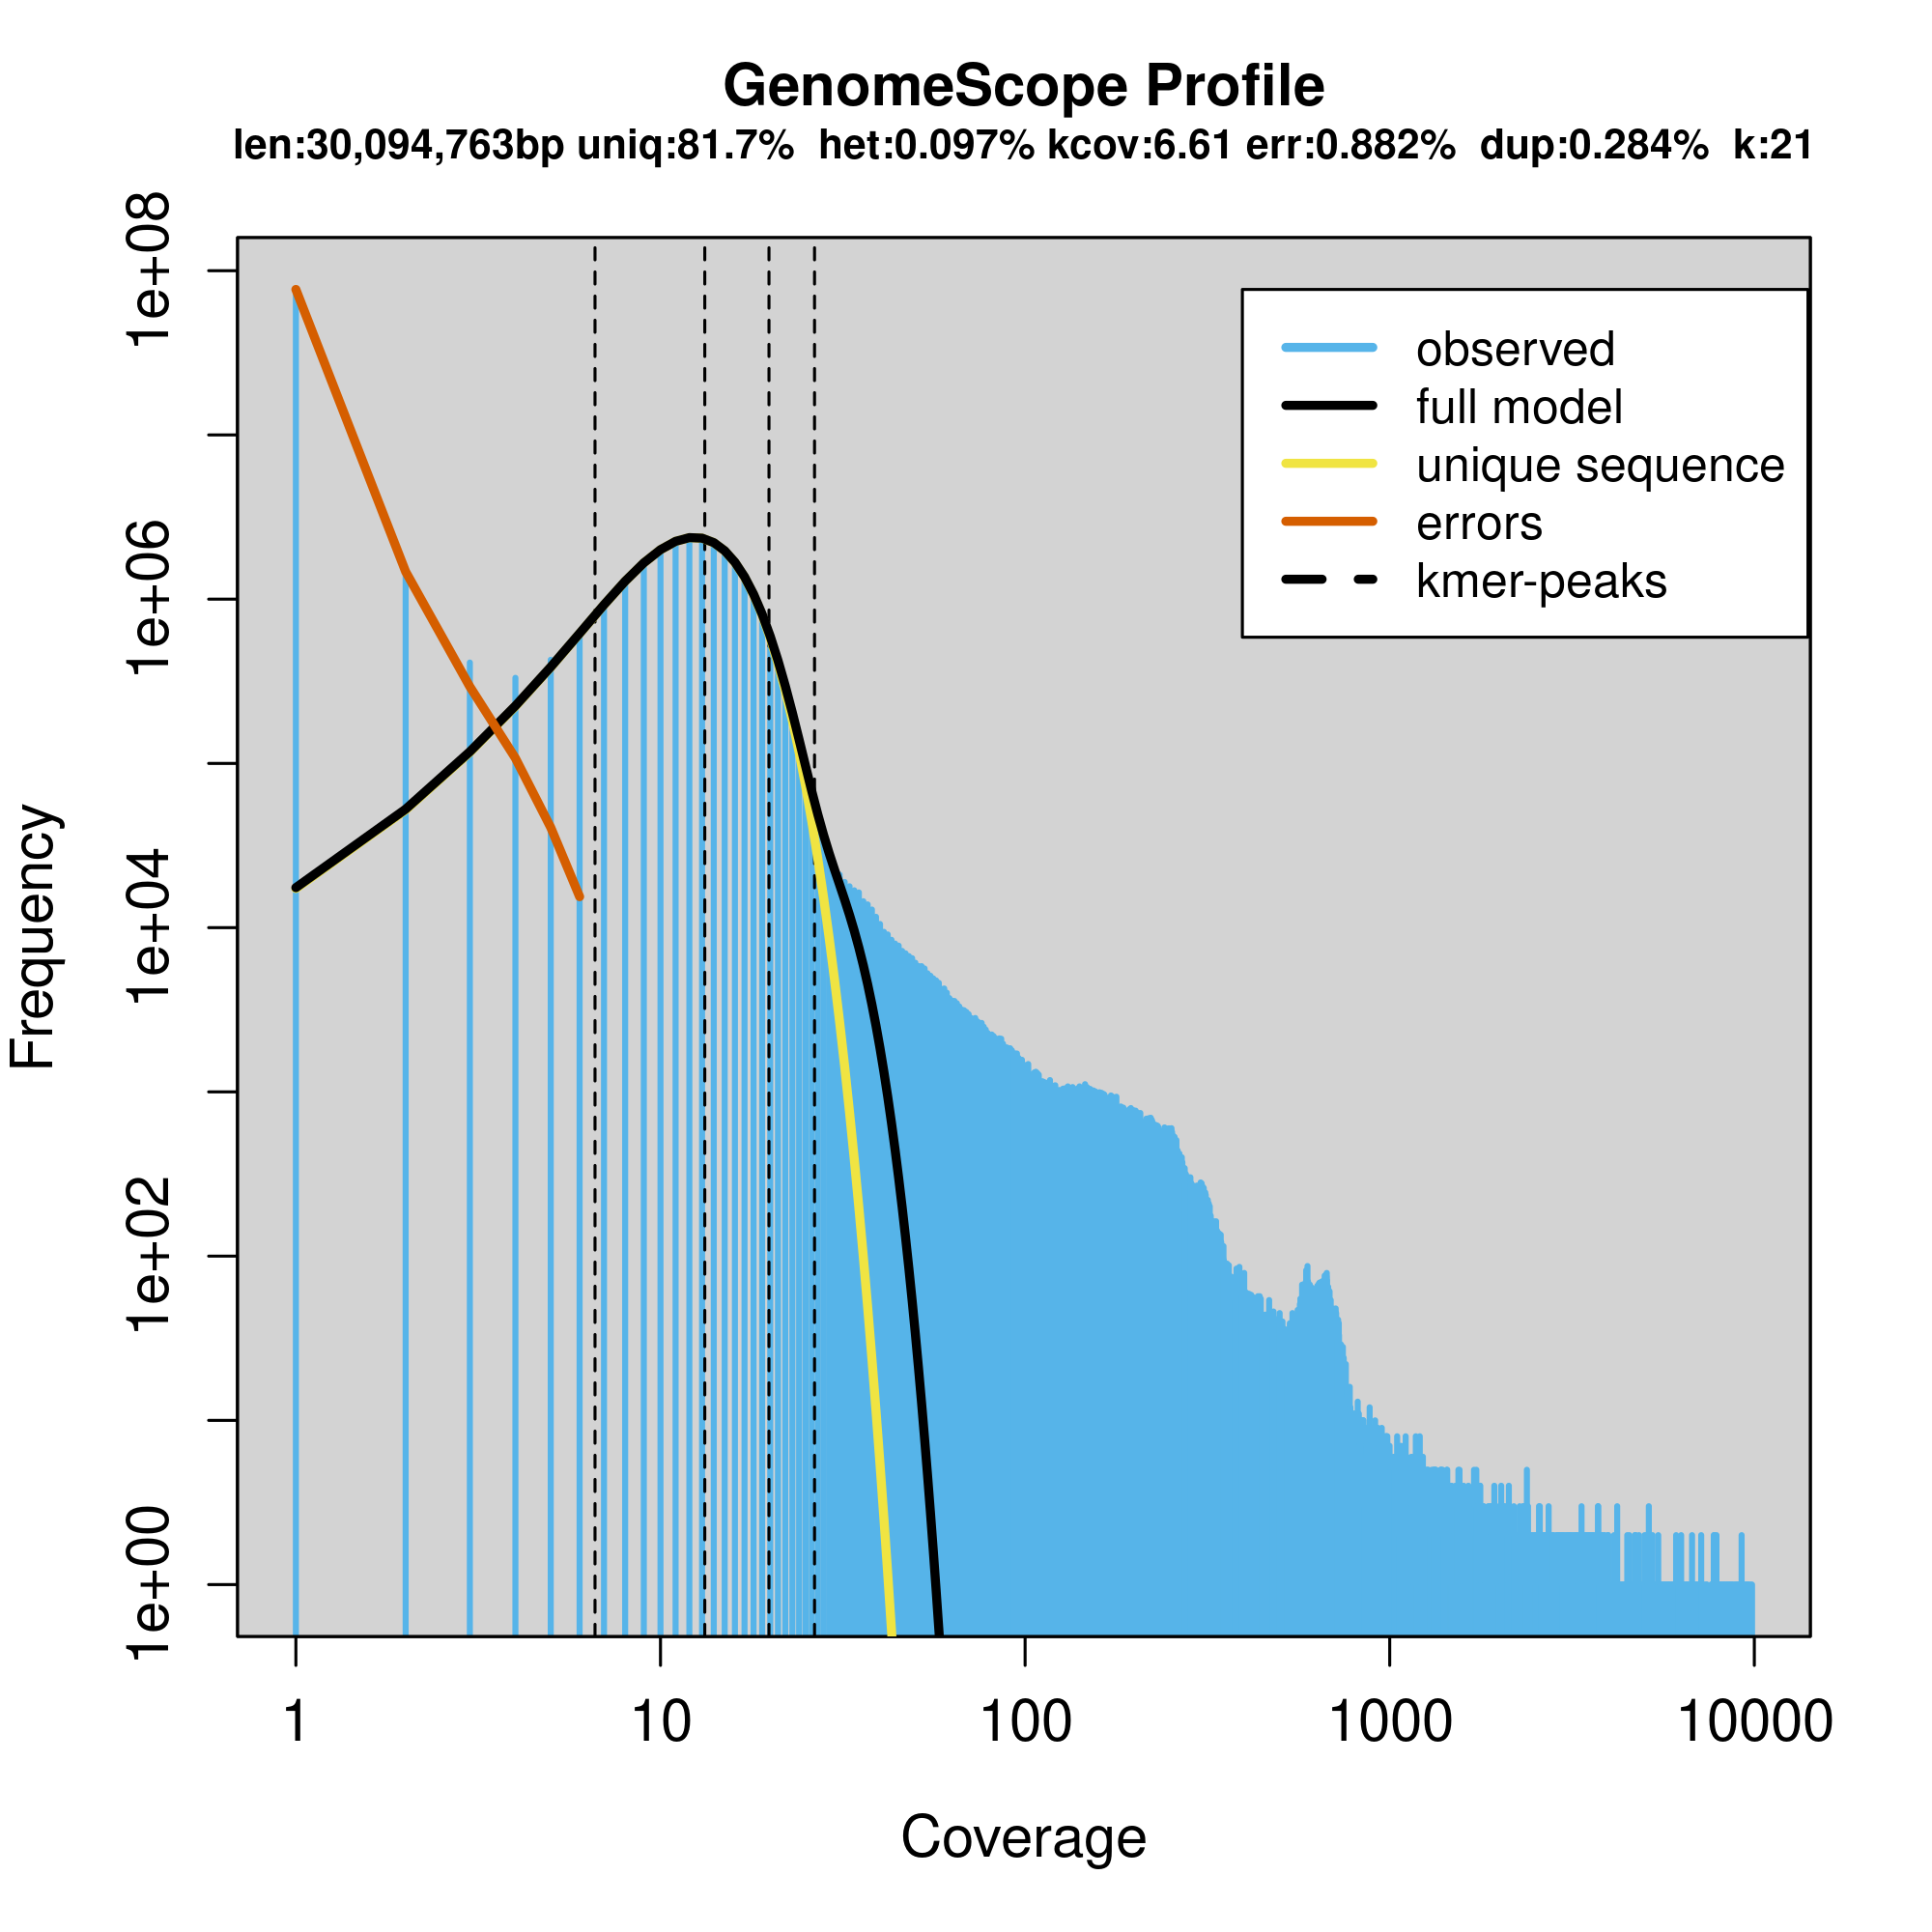 GenomeScope Profile
len:30,094,763bp uniq:81.7% het:0.097% kcov:6.61 err:0.882% dup:0.284% k:21
1e+08
1e+06
1e+04
1e+02
1e+00
Frequency
observed
full model
unique sequence
errors
kmer-peaks
1 10 100 1000 10000
Coverage